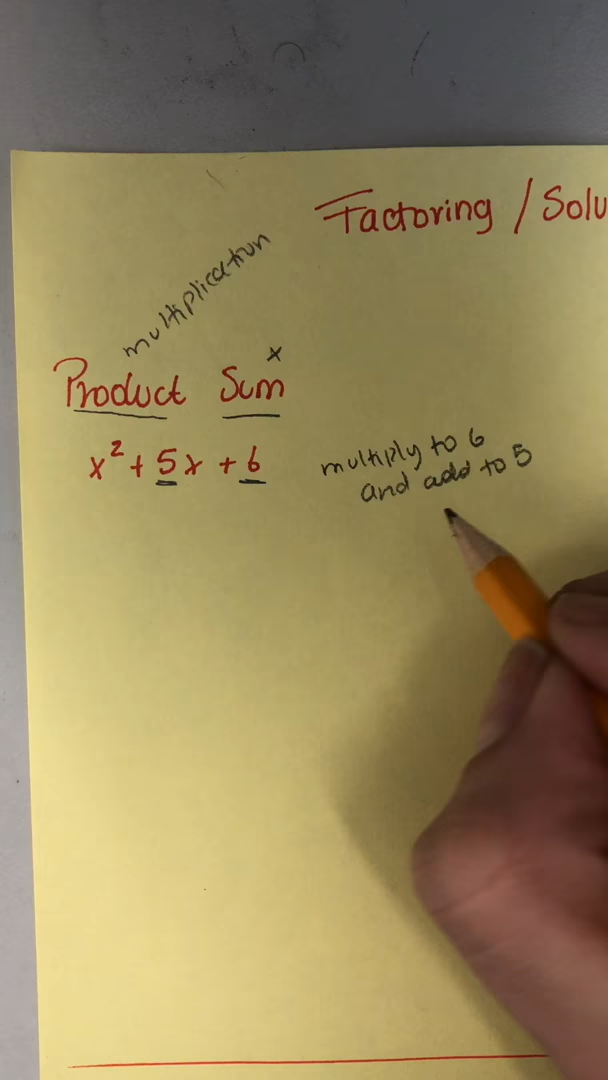 Factoring / Solu
multiplication
x
Product Sum
x² + 5x + 6
multiply to 6
and add to 5